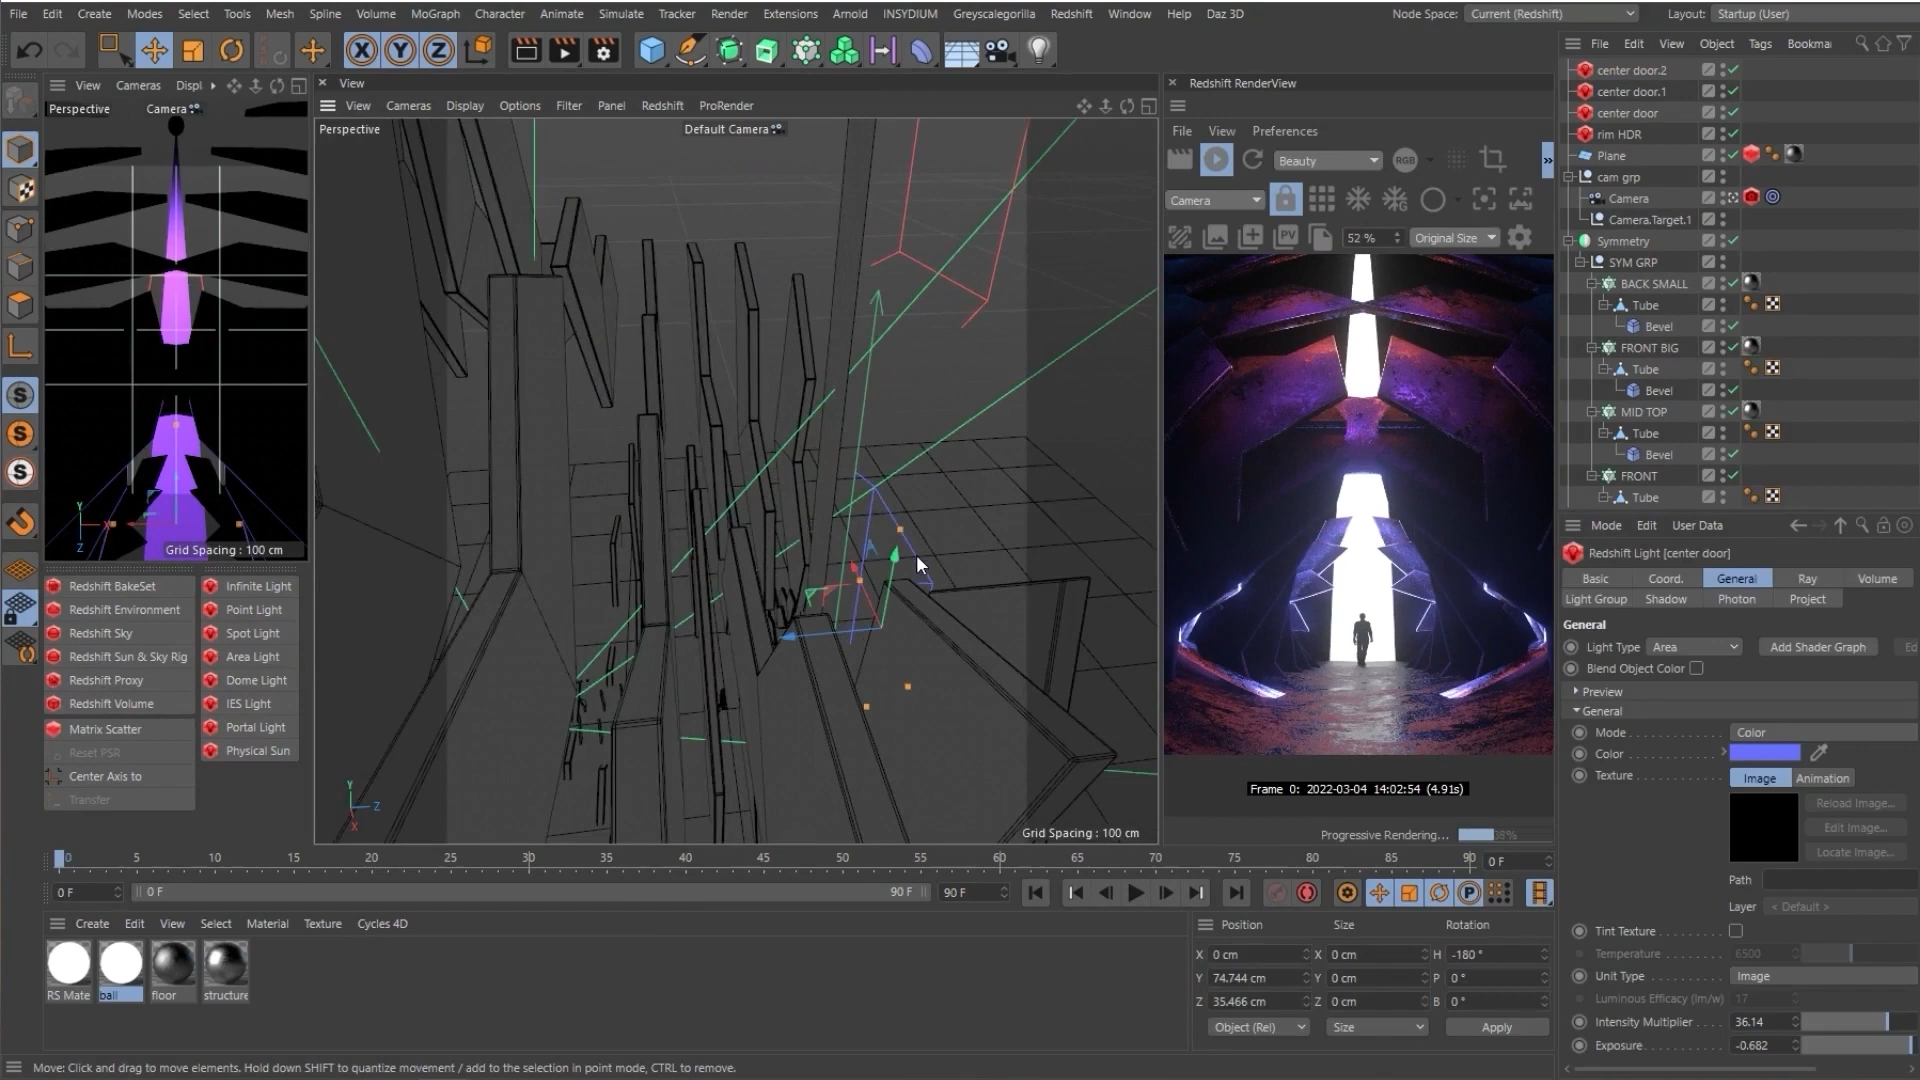 File Edit Create Modes Select Tools Mesh Spline Volume MoGraph Character Animate Simulate Tracker Render Extensions Arnold INSYDIUM Greyscalegorilla Redshift Window Help Daz 3D Node Space: Current (Redshift) Layout: Startup (User)
X Y Z
File Edit View Object Tags Bookma
View Cameras Displ
Perspective Camera
Grid Spacing : 100 cm
View
View Cameras Display Options Filter Panel Redshift ProRender
Perspective Default Camera
Grid Spacing : 100 cm
Redshift RenderView
File View Preferences
Beauty RGB
Camera
PV 52 % Original Size
Frame 0: 2022-03-04 14:02:54 (4.91s)
Progressive Rendering... 38%
center door.2
center door.1
center door
rim HDR
Plane
cam grp
Camera
Camera.Target.1
Symmetry
SYM GRP
BACK SMALL
Tube
Bevel
FRONT BIG
Tube
Bevel
MID TOP
Tube
Bevel
FRONT
Tube
Redshift BakeSet
Redshift Environment
Redshift Sky
Redshift Sun & Sky Rig
Redshift Proxy
Redshift Volume
Matrix Scatter
Reset PSR
Center Axis to
Transfer
Infinite Light
Point Light
Spot Light
Area Light
Dome Light
IES Light
Portal Light
Physical Sun
Mode Edit User Data
Redshift Light [center door]
Basic Coord. General Ray Volume
Light Group Shadow Photon Project
General
Light Type Area Add Shader Graph Ed
Blend Object Color
Preview
General
Mode Color
Color
Texture Image Animation
Reload Image...
Edit Image...
Locate Image...
Path
Layer < Default >
Tint Texture
Temperature 6500
Unit Type Image
Luminous Efficacy (lm/w) 17
Intensity Multiplier 36.14
Exposure -0.682
0 5 10 15 20 25 30 35 40 45 50 55 60 65 70 75 80 85 90 0 F
0 F 0 F 90 F 90 F
Create Edit View Select Material Texture Cycles 4D
RS Mate ball floor structure
Position Size Rotation
X 0 cm X 0 cm H -180 °
Y 74.744 cm Y 0 cm P 0 °
Z 35.466 cm Z 0 cm B 0 °
Object (Rel) Size Apply
Move: Click and drag to move elements. Hold down SHIFT to quantize movement / add to the selection in point mode, CTRL to remove.